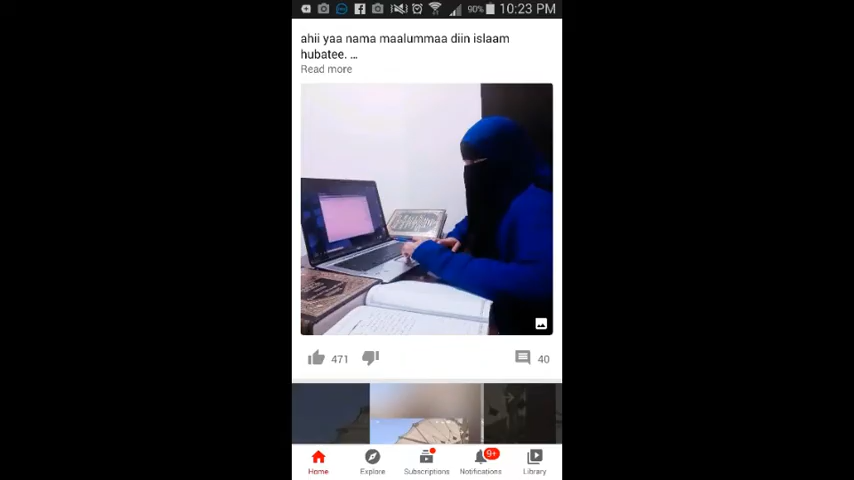 90% 10:23 PM
ahii yaa nama maalummaa diin islaam
hubatee. ...
Read more
471
40
9+
Home Explore Subscriptions Notifications Library